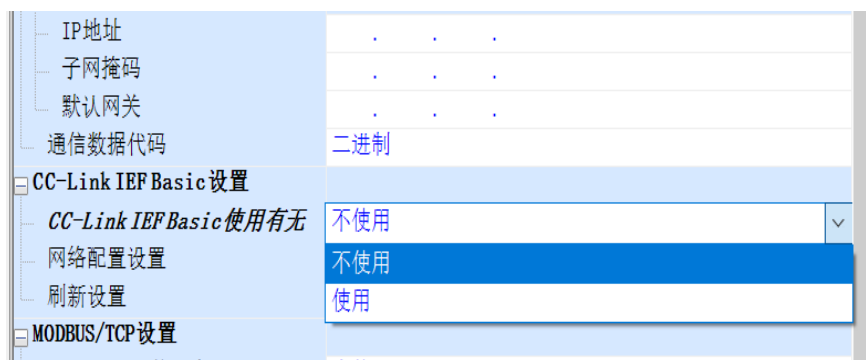 IP地址 . . .
子网掩码 . . .
默认网关 . . .
通信数据代码 二进制
CC-Link IEF Basic设置
CC-Link IEF Basic使用有无 不使用
网络配置设置 不使用
刷新设置 使用
MODBUS/TCP设置